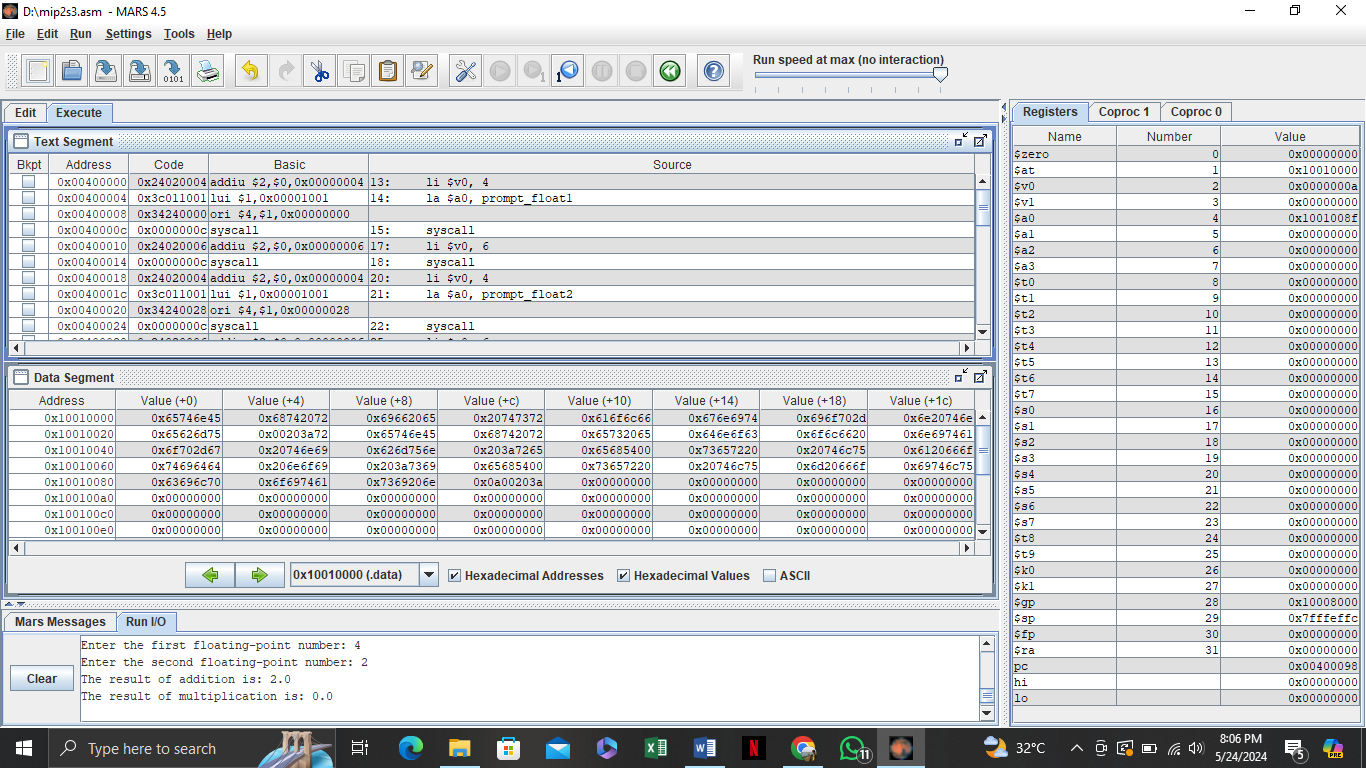 D:\mip2s3.asm - MARS 4.5
File Edit Run Settings Tools Help
Run speed at max (no interaction)
Edit Execute
Text Segment
Bkpt Address Code Basic Source
0x00400000 0x24020004 addiu $2,$0,0x00000004 13: li $v0, 4
0x00400004 0x3c011001 lui $1,0x00001001 14: la $a0, prompt_float1
0x00400008 0x34240000 ori $4,$1,0x00000000
0x0040000c 0x0000000c syscall 15: syscall
0x00400010 0x24020006 addiu $2,$0,0x00000006 17: li $v0, 6
0x00400014 0x0000000c syscall 18: syscall
0x00400018 0x24020004 addiu $2,$0,0x00000004 20: li $v0, 4
0x0040001c 0x3c011001 lui $1,0x00001001 21: la $a0, prompt_float2
0x00400020 0x34240028 ori $4,$1,0x00000028
0x00400024 0x0000000c syscall 22: syscall
Data Segment
Address Value (+0) Value (+4) Value (+8) Value (+c) Value (+10) Value (+14) Value (+18) Value (+1c)
0x10010000 0x65746e45 0x68742072 0x69662065 0x20747372 0x616f6c66 0x676e6974 0x696f702d 0x6e20746e
0x10010020 0x65626d75 0x00203a72 0x65746e45 0x68742072 0x65732065 0x646e6f63 0x6f6c6620 0x6e697461
0x10010040 0x6f702d67 0x20746e69 0x626d756e 0x203a7265 0x65685400 0x73657220 0x20746c75 0x6120666f
0x10010060 0x74696464 0x206e6f69 0x203a7369 0x65685400 0x73657220 0x20746c75 0x6d20666f 0x69746c75
0x10010080 0x63696c70 0x6f697461 0x7369206e 0x0a00203a 0x00000000 0x00000000 0x00000000 0x00000000
0x100100a0 0x00000000 0x00000000 0x00000000 0x00000000 0x00000000 0x00000000 0x00000000 0x00000000
0x100100c0 0x00000000 0x00000000 0x00000000 0x00000000 0x00000000 0x00000000 0x00000000 0x00000000
0x100100e0 0x00000000 0x00000000 0x00000000 0x00000000 0x00000000 0x00000000 0x00000000 0x00000000
0x10010000 (.data) Hexadecimal Addresses Hexadecimal Values ASCII
Mars Messages Run I/O
Clear
Enter the first floating-point number: 4
Enter the second floating-point number: 2
The result of addition is: 2.0
The result of multiplication is: 0.0
Registers Coproc 1 Coproc 0
Name Number Value
$zero 0 0x00000000
$at 1 0x10010000
$v0 2 0x0000000a
$v1 3 0x00000000
$a0 4 0x1001008f
$a1 5 0x00000000
$a2 6 0x00000000
$a3 7 0x00000000
$t0 8 0x00000000
$t1 9 0x00000000
$t2 10 0x00000000
$t3 11 0x00000000
$t4 12 0x00000000
$t5 13 0x00000000
$t6 14 0x00000000
$t7 15 0x00000000
$s0 16 0x00000000
$s1 17 0x00000000
$s2 18 0x00000000
$s3 19 0x00000000
$s4 20 0x00000000
$s5 21 0x00000000
$s6 22 0x00000000
$s7 23 0x00000000
$t8 24 0x00000000
$t9 25 0x00000000
$k0 26 0x00000000
$k1 27 0x00000000
$gp 28 0x10008000
$sp 29 0x7fffeffc
$fp 30 0x00000000
$ra 31 0x00000000
pc 0x00400098
hi 0x00000000
lo 0x00000000
Type here to search
11
32°C
8:06 PM
5/24/2024
5
PRE